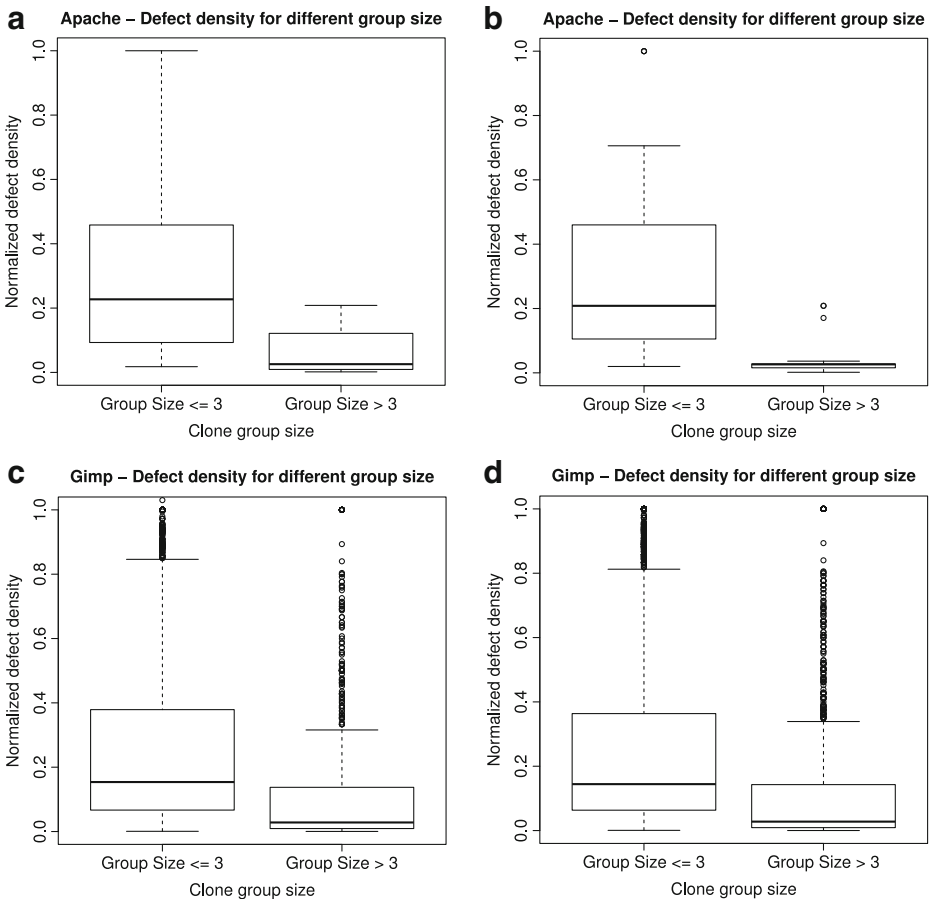 a
Apache – Defect density for different group size
Normalized defect density
1.0
0.8
0.6
0.4
0.2
0.0
Group Size <= 3
Group Size > 3
Clone group size
b
Apache – Defect density for different group size
Normalized defect density
1.0
0.8
0.6
0.4
0.2
0.0
Group Size <= 3
Group Size > 3
Clone group size
c
Gimp – Defect density for different group size
Normalized defect density
1.0
0.8
0.6
0.4
0.2
0.0
Group Size <= 3
Group Size > 3
Clone group size
d
Gimp – Defect density for different group size
Normalized defect density
1.0
0.8
0.6
0.4
0.2
0.0
Group Size <= 3
Group Size > 3
Clone group size